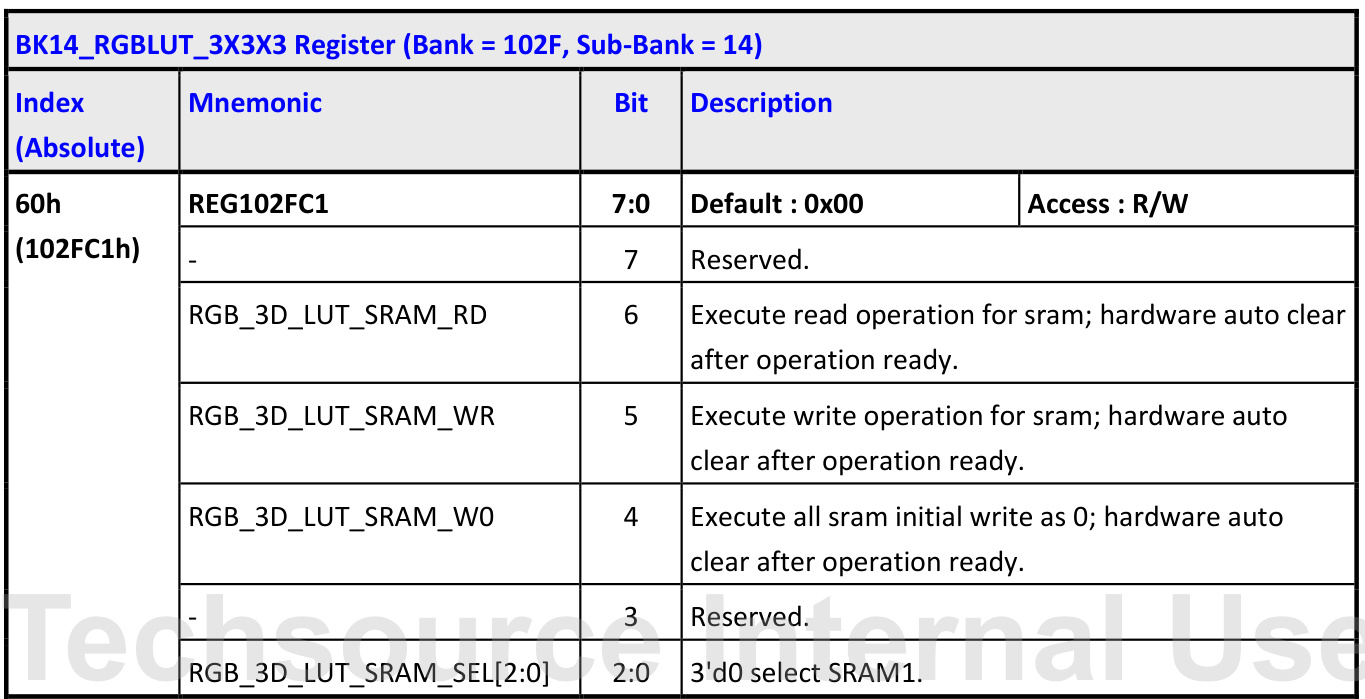 BK14_RGBLUT_3X3X3 Register (Bank = 102F, Sub-Bank = 14)
Index (Absolute) Mnemonic Bit Description
60h (102FC1h) REG102FC1 7:0 Default : 0x00 Access : R/W
- 7 Reserved.
RGB_3D_LUT_SRAM_RD 6 Execute read operation for sram; hardware auto clear
after operation ready.
RGB_3D_LUT_SRAM_WR 5 Execute write operation for sram; hardware auto
clear after operation ready.
RGB_3D_LUT_SRAM_W0 4 Execute all sram initial write as 0; hardware auto
clear after operation ready.
- 3 Reserved.
RGB_3D_LUT_SRAM_SEL[2:0] 2:0 3'd0 select SRAM1.
Techsource Internal Use